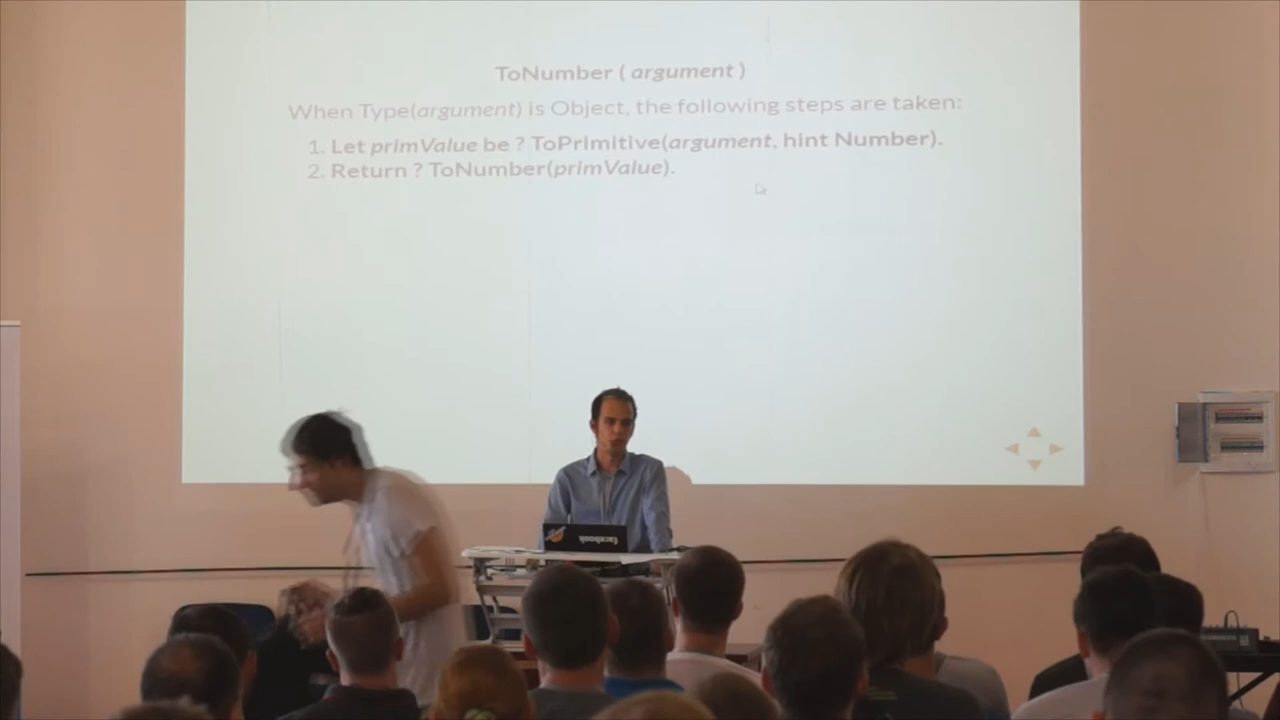 ToNumber ( argument )
When Type(argument) is Object, the following steps are taken:
1. Let primValue be ? ToPrimitive(argument, hint Number).
2. Return ? ToNumber(primValue).
facebook